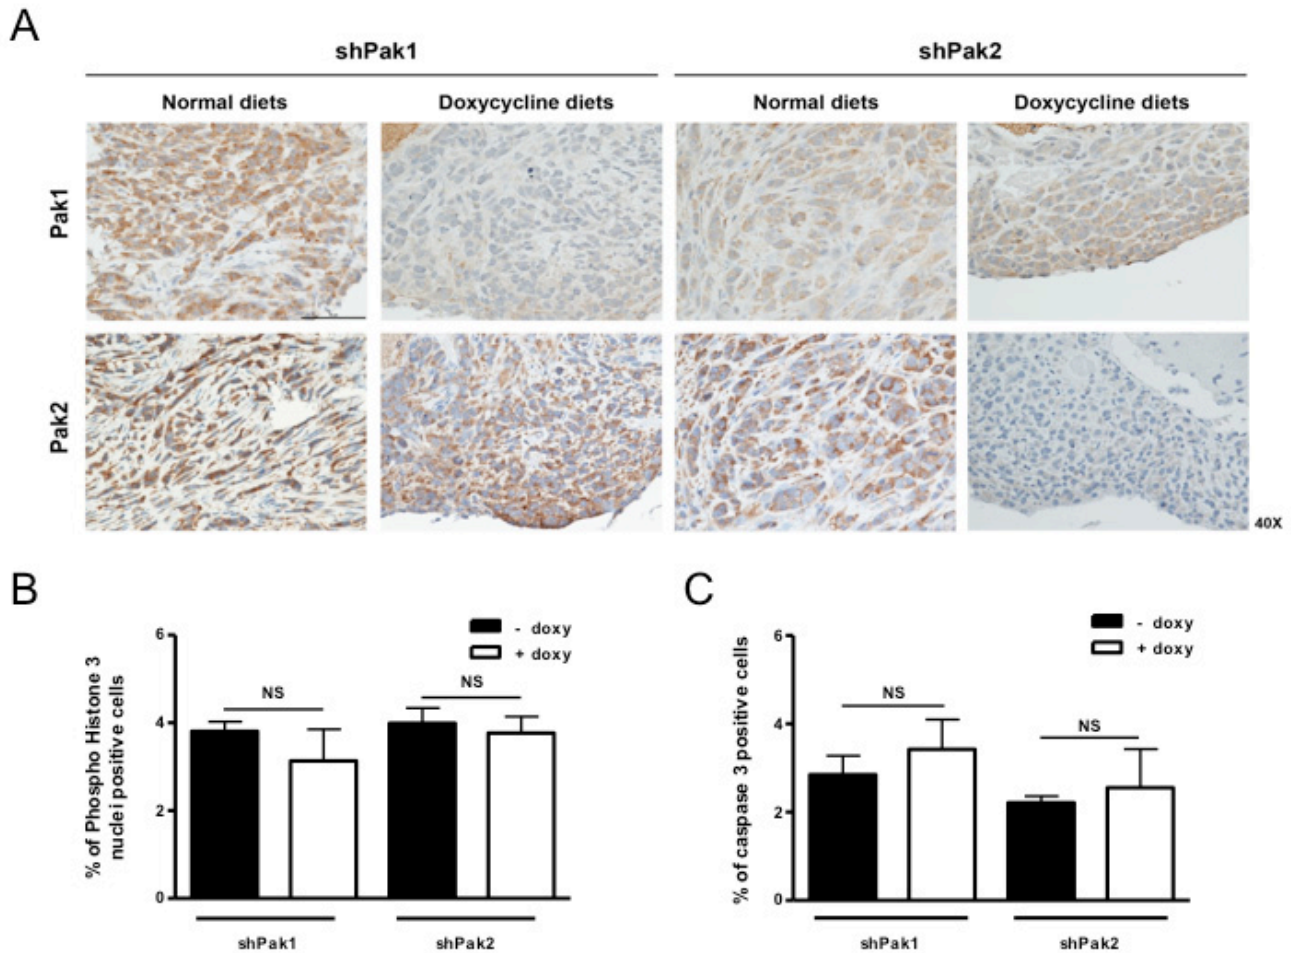 A
shPak1
shPak2
Normal diets
Doxycycline diets
Normal diets
Doxycycline diets
Pak1
Pak2
40X
B
% of Phospho Histone 3
nuclei positive cells
6
4
2
0
- doxy
+ doxy
NS
NS
shPak1
shPak2
C
% of caspase 3 positive cells
6
4
2
0
- doxy
+ doxy
NS
NS
shPak1
shPak2